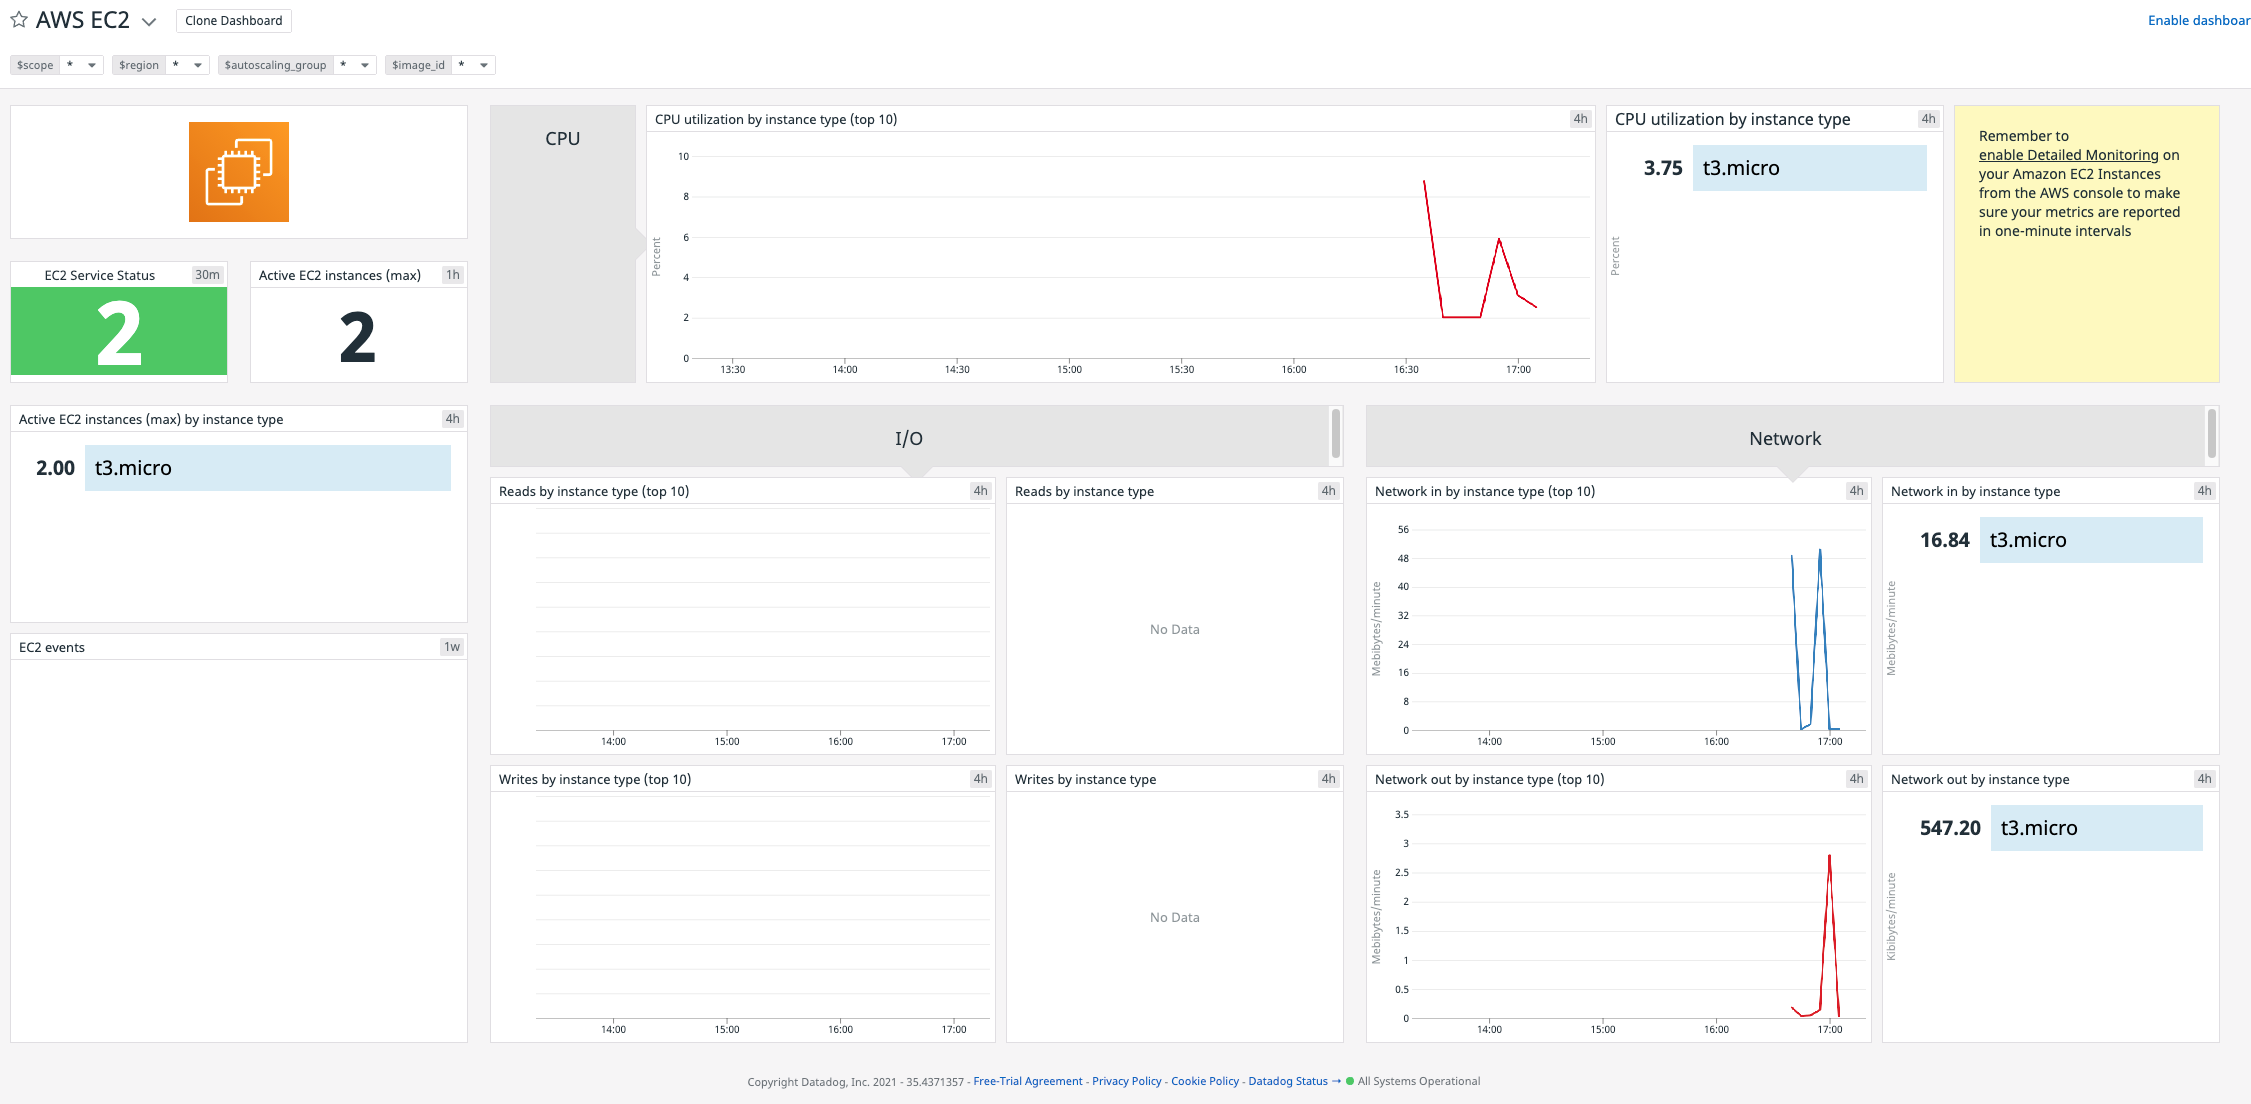 AWS EC2
Clone Dashboard
Enable dashboar
$scope *
$region *
$autoscaling_group *
$image_id *
EC2 Service Status 30m
2
Active EC2 instances (max) 1h
2
Active EC2 instances (max) by instance type 4h
2.00 t3.micro
EC2 events 1w
CPU
CPU utilization by instance type (top 10) 4h
Percent
10
8
6
4
2
0
13:30 14:00 14:30 15:00 15:30 16:00 16:30 17:00
CPU utilization by instance type 4h
3.75 t3.micro
Percent
Remember to
enable Detailed Monitoring on
your Amazon EC2 Instances
from the AWS console to make
sure your metrics are reported
in one-minute intervals
I/O
Reads by instance type (top 10) 4h
14:00 15:00 16:00 17:00
Reads by instance type 4h
No Data
Writes by instance type (top 10) 4h
14:00 15:00 16:00 17:00
Writes by instance type 4h
No Data
Network
Network in by instance type (top 10) 4h
Mebibytes/minute
56
48
40
32
24
16
8
0
14:00 15:00 16:00 17:00
Network in by instance type 4h
16.84 t3.micro
Mebibytes/minute
Network out by instance type (top 10) 4h
Mebibytes/minute
3.5
3
2.5
2
1.5
1
0.5
0
14:00 15:00 16:00 17:00
Network out by instance type 4h
547.20 t3.micro
Kibibytes/minute
Copyright Datadog, Inc. 2021 - 35.4371357 - Free-Trial Agreement - Privacy Policy - Cookie Policy - Datadog Status → All Systems Operational